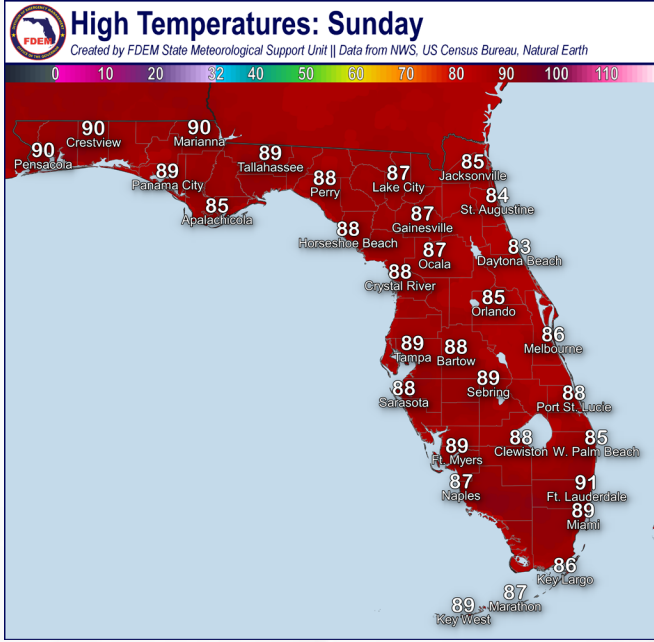 FDEM
High Temperatures: Sunday
Created by FDEM State Meteorological Support Unit || Data from NWS, US Census Bureau, Natural Earth
0 10 20 32 40 50 60 70 80 90 100 110
90
Pensacola
90
Crestview
90
Marianna
89
Panama City
85
Apalachicola
89
Tallahassee
88
Perry
87
Lake City
85
Jacksonville
84
St. Augustine
87
Gainesville
88
Horseshoe Beach
87
Ocala
83
Daytona Beach
88
Crystal River
85
Orlando
86
Melbourne
89
Tampa
88
Bartow
89
Sebring
88
Sarasota
88
Port St. Lucie
89
Ft. Myers
88
Clewiston
85
W. Palm Beach
87
Naples
91
Ft. Lauderdale
89
Miami
86
Key Largo
87
Marathon
89
Key West